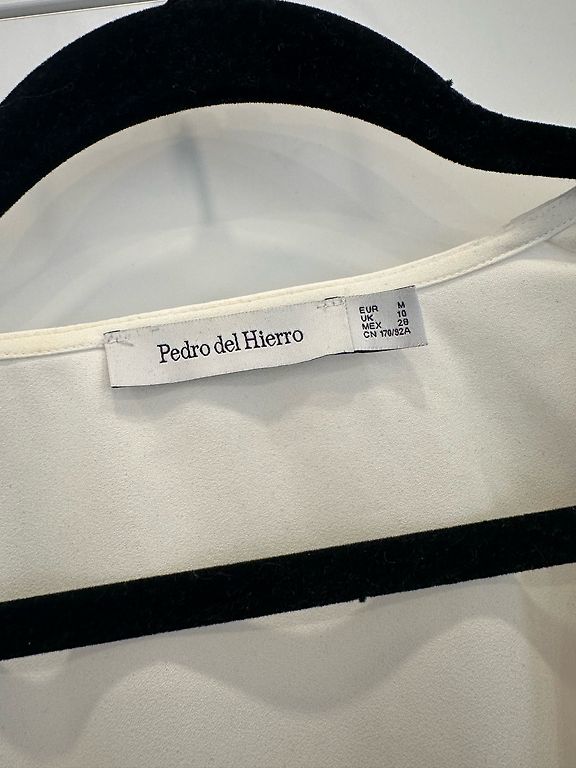 Pedro del Hierro
EUR M
UK 10
MEX 28
CN 170/92A